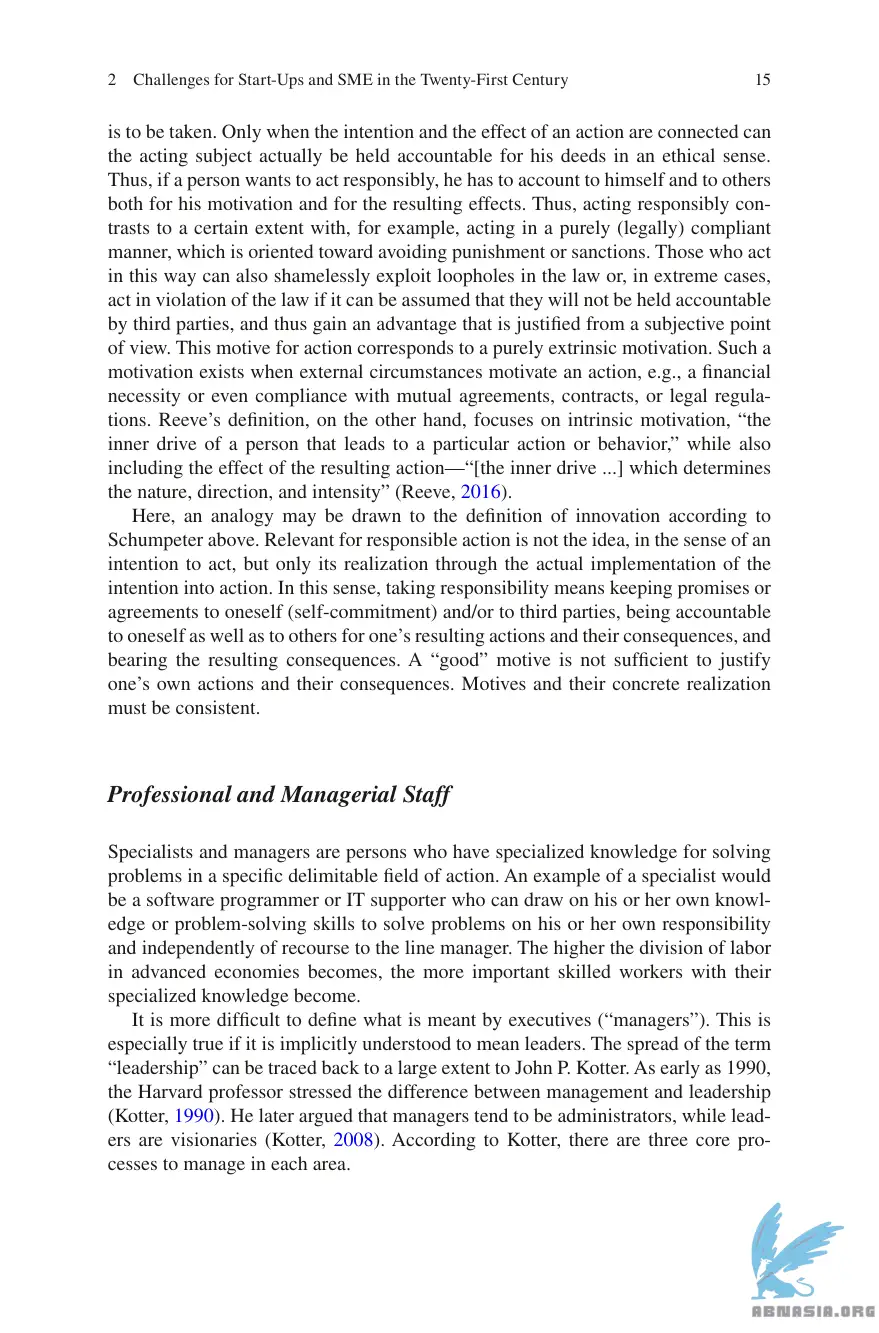 2 Challenges for Start-Ups and SME in the Twenty-First Century 15
is to be taken. Only when the intention and the effect of an action are connected can
the acting subject actually be held accountable for his deeds in an ethical sense.
Thus, if a person wants to act responsibly, he has to account to himself and to others
both for his motivation and for the resulting effects. Thus, acting responsibly con-
trasts to a certain extent with, for example, acting in a purely (legally) compliant
manner, which is oriented toward avoiding punishment or sanctions. Those who act
in this way can also shamelessly exploit loopholes in the law or, in extreme cases,
act in violation of the law if it can be assumed that they will not be held accountable
by third parties, and thus gain an advantage that is justified from a subjective point
of view. This motive for action corresponds to a purely extrinsic motivation. Such a
motivation exists when external circumstances motivate an action, e.g., a financial
necessity or even compliance with mutual agreements, contracts, or legal regula-
tions. Reeve’s definition, on the other hand, focuses on intrinsic motivation, “the
inner drive of a person that leads to a particular action or behavior,” while also
including the effect of the resulting action—“[the inner drive ...] which determines
the nature, direction, and intensity” (Reeve, 2016).
Here, an analogy may be drawn to the definition of innovation according to
Schumpeter above. Relevant for responsible action is not the idea, in the sense of an
intention to act, but only its realization through the actual implementation of the
intention into action. In this sense, taking responsibility means keeping promises or
agreements to oneself (self-commitment) and/or to third parties, being accountable
to oneself as well as to others for one’s resulting actions and their consequences, and
bearing the resulting consequences. A “good” motive is not sufficient to justify
one’s own actions and their consequences. Motives and their concrete realization
must be consistent.
Professional and Managerial Staff
Specialists and managers are persons who have specialized knowledge for solving
problems in a specific delimitable field of action. An example of a specialist would
be a software programmer or IT supporter who can draw on his or her own knowl-
edge or problem-solving skills to solve problems on his or her own responsibility
and independently of recourse to the line manager. The higher the division of labor
in advanced economies becomes, the more important skilled workers with their
specialized knowledge become.
It is more difficult to define what is meant by executives (“managers”). This is
especially true if it is implicitly understood to mean leaders. The spread of the term
“leadership” can be traced back to a large extent to John P. Kotter. As early as 1990,
the Harvard professor stressed the difference between management and leadership
(Kotter, 1990). He later argued that managers tend to be administrators, while lead-
ers are visionaries (Kotter, 2008). According to Kotter, there are three core pro-
cesses to manage in each area.
ABNASIA.ORG